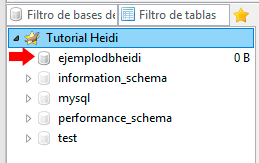 Filtro de bases de Filtro de tablas
Tutorial Heidi
ejemplodbheidi 0 B
information_schema
mysql
performance_schema
test